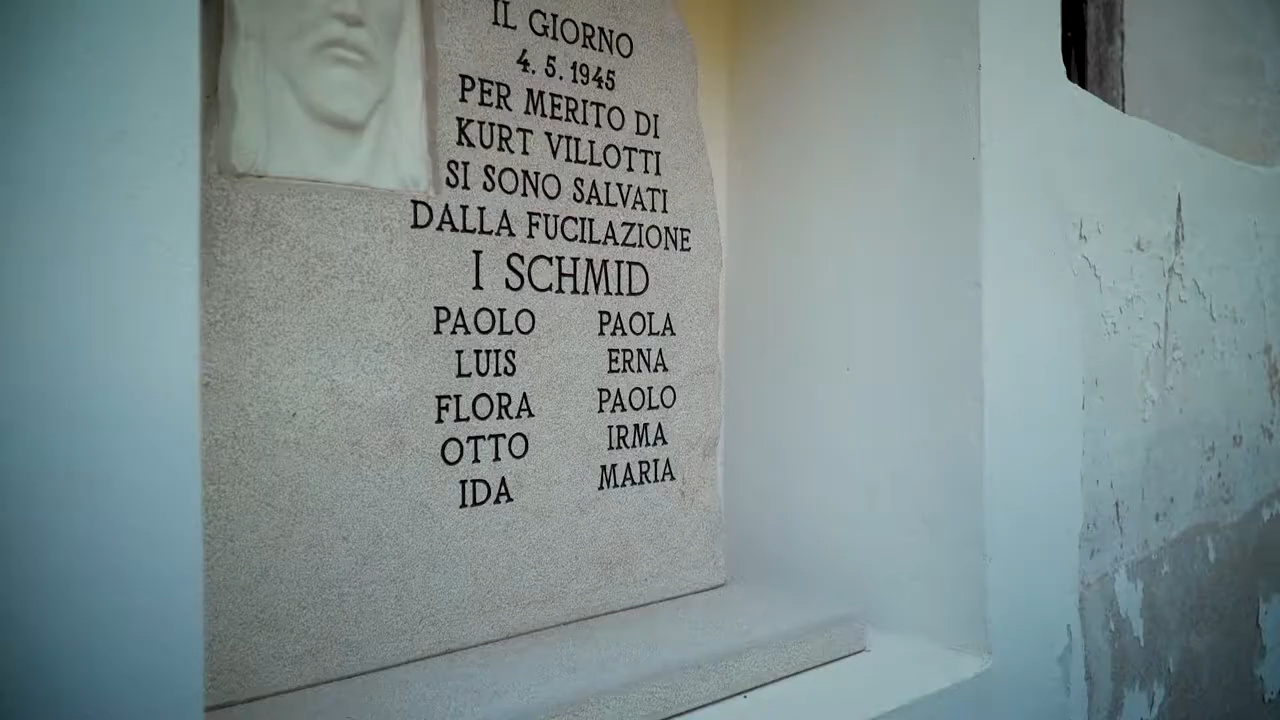 IL GIORNO
4. 5. 1945
PER MERITO DI
KURT VILLOTTI
SI SONO SALVATI
DALLA FUCILAZIONE
I SCHMID
PAOLO PAOLA
LUIS ERNA
FLORA PAOLO
OTTO IRMA
IDA MARIA